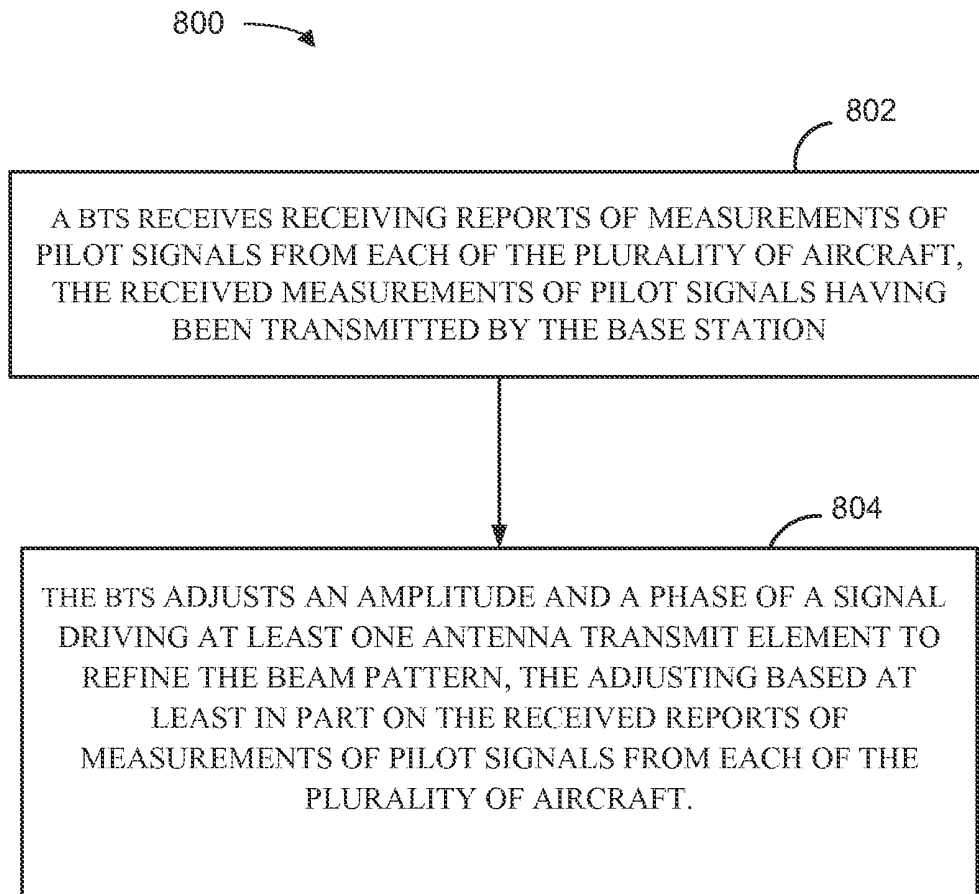 800
802
A BTS RECEIVES RECEIVING REPORTS OF MEASUREMENTS OF
PILOT SIGNALS FROM EACH OF THE PLURALITY OF AIRCRAFT,
THE RECEIVED MEASUREMENTS OF PILOT SIGNALS HAVING
BEEN TRANSMITTED BY THE BASE STATION
804
THE BTS ADJUSTS AN AMPLITUDE AND A PHASE OF A SIGNAL
DRIVING AT LEAST ONE ANTENNA TRANSMIT ELEMENT TO
REFINE THE BEAM PATTERN, THE ADJUSTING BASED AT
LEAST IN PART ON THE RECEIVED REPORTS OF
MEASUREMENTS OF PILOT SIGNALS FROM EACH OF THE
PLURALITY OF AIRCRAFT.